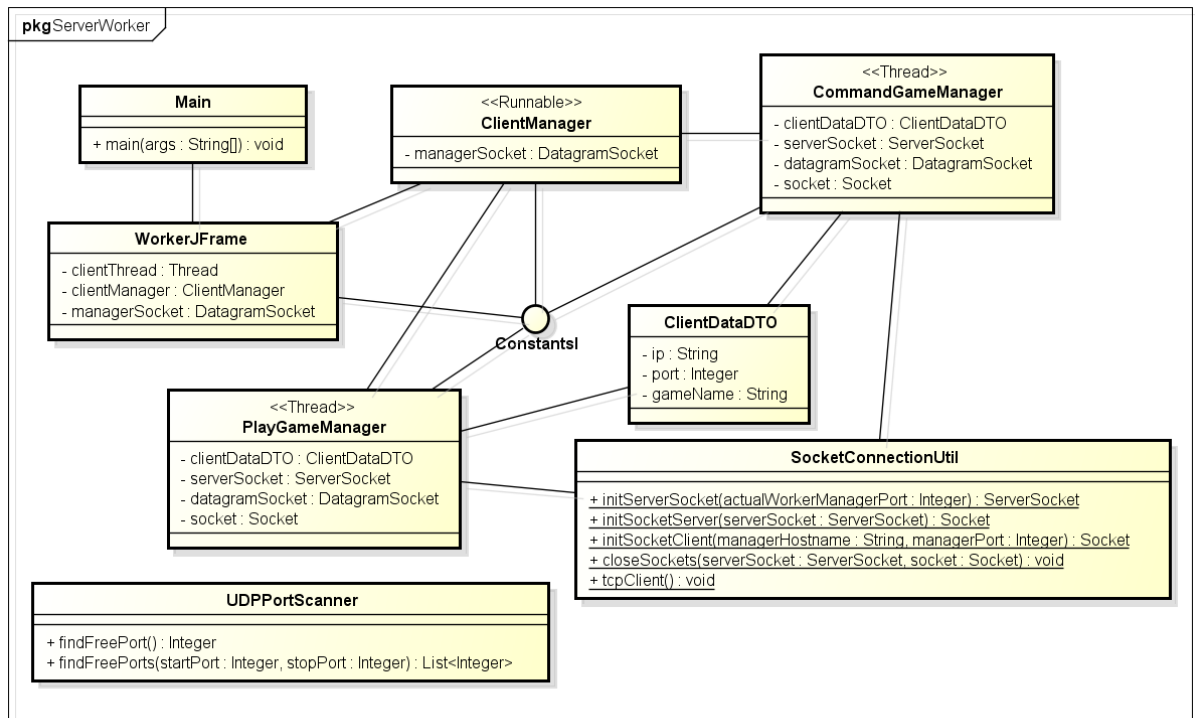 pkgServerWorker
Main
+ main(args : String[]) : void
<<Runnable>>
ClientManager
- managerSocket : DatagramSocket
<<Thread>>
CommandGameManager
- clientDataDTO : ClientDataDTO
- serverSocket : ServerSocket
- datagramSocket : DatagramSocket
- socket : Socket
WorkerJFrame
- clientThread : Thread
- clientManager : ClientManager
- managerSocket : DatagramSocket
ConstantsI
ClientDataDTO
- ip : String
- port : Integer
- gameName : String
<<Thread>>
PlayGameManager
- clientDataDTO : ClientDataDTO
- serverSocket : ServerSocket
- datagramSocket : DatagramSocket
- socket : Socket
SocketConnectionUtil
+ initServerSocket(actualWorkerManagerPort : Integer) : ServerSocket
+ initSocketServer(serverSocket : ServerSocket) : Socket
+ initSocketClient(managerHostname : String, managerPort : Integer) : Socket
+ closeSockets(serverSocket : ServerSocket, socket : Socket) : void
+ tcpClient() : void
UDPPortScanner
+ findFreePort() : Integer
+ findFreePorts(startPort : Integer, stopPort : Integer) : List<Integer>